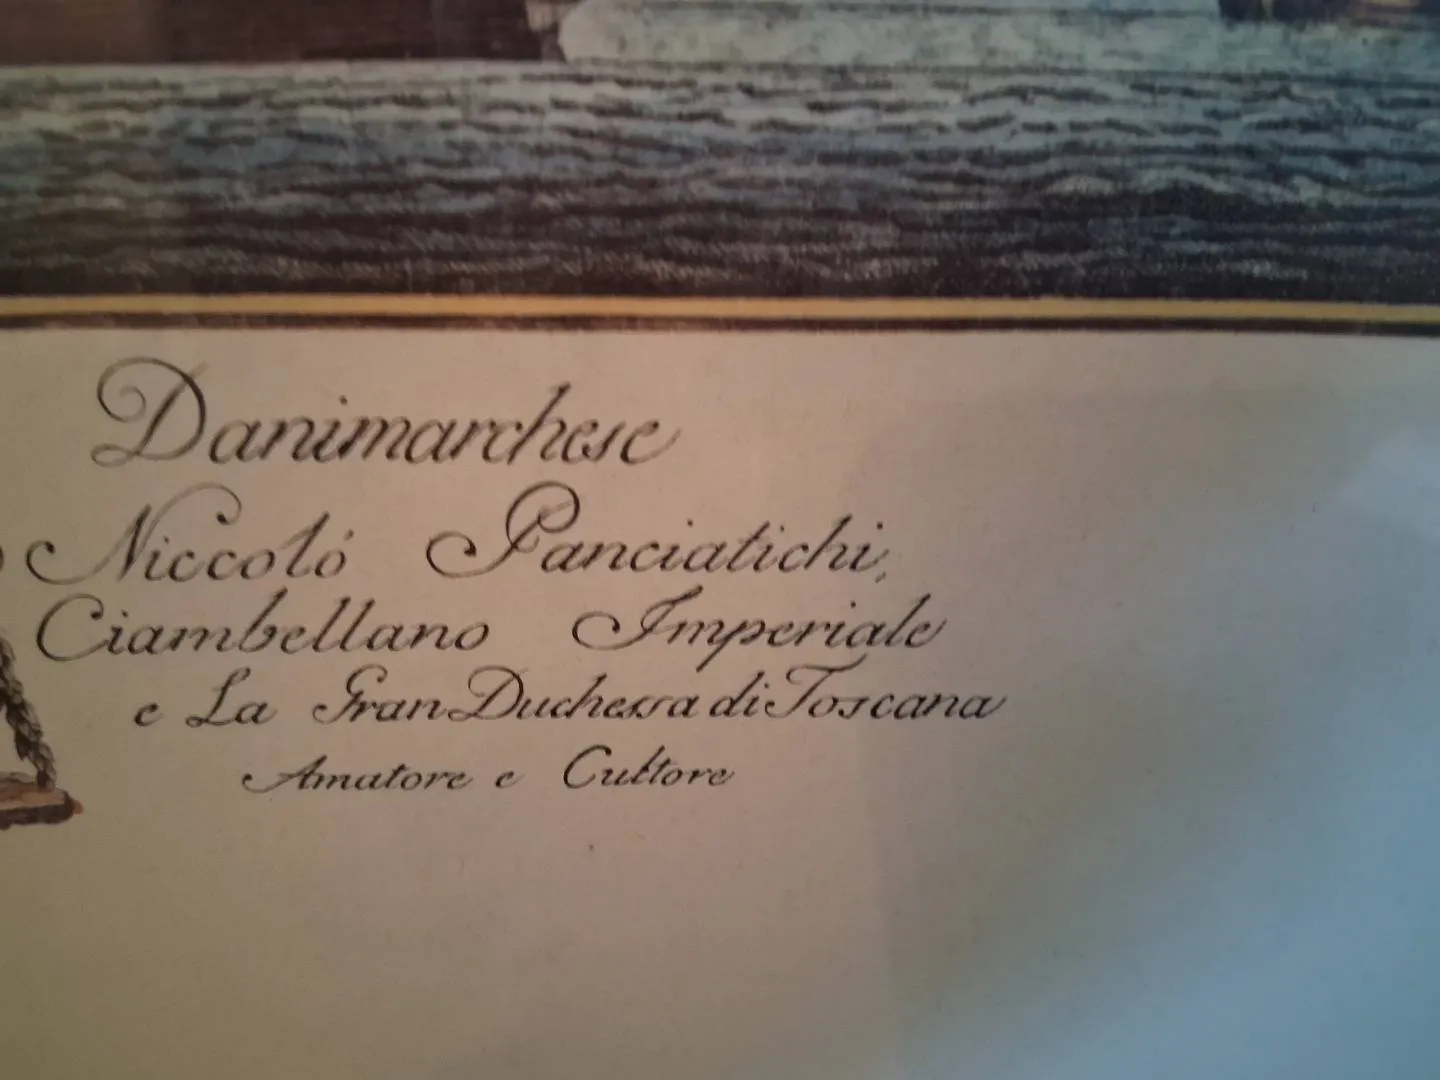 Danimarchese
Niccoló Panciatichi,
Ciambellano Imperiale
e La Gran Duchessa di Toscana
Amatore e Cultore